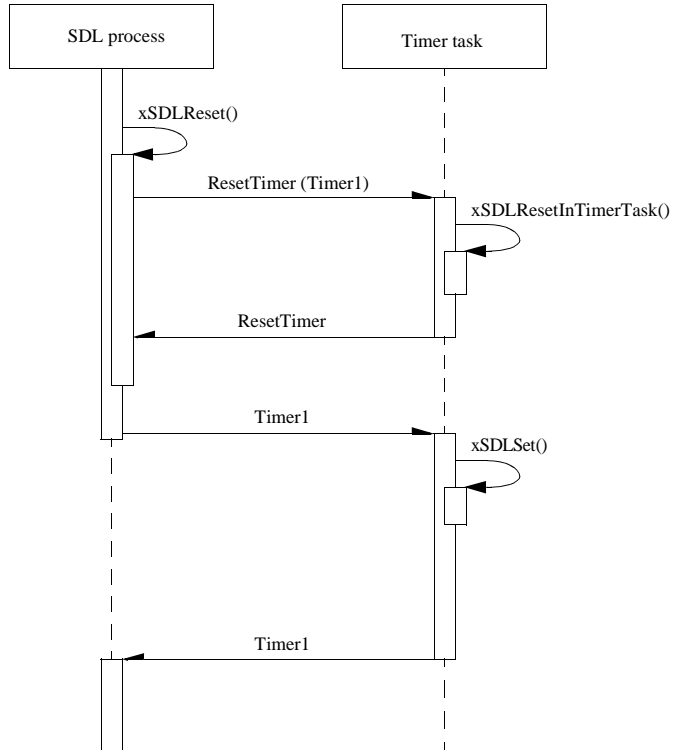 SDL process
Timer task
xSDLReset()
ResetTimer (Timer1)
xSDLResetInTimerTask()
ResetTimer
Timer1
xSDLSet()
Timer1